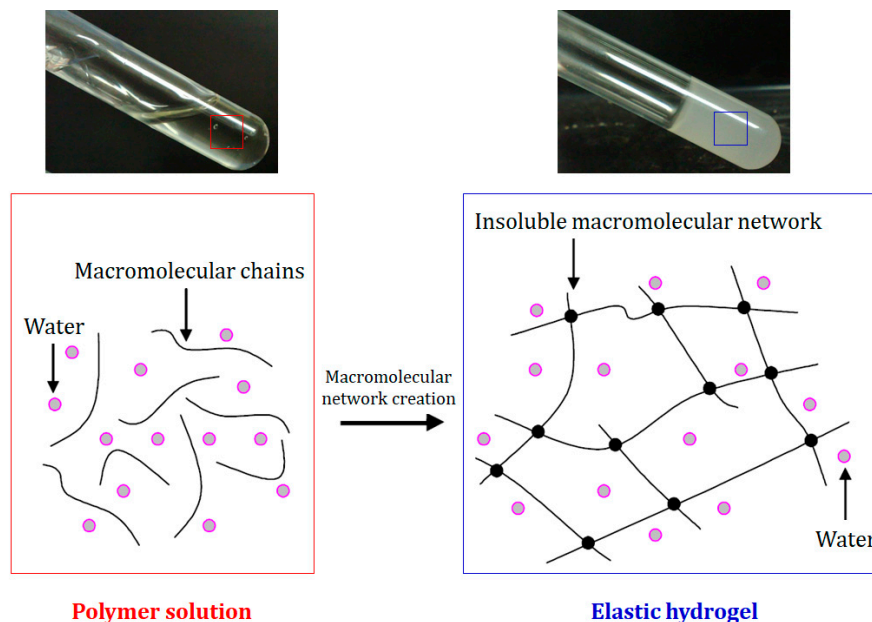 Insoluble macromolecular network
Macromolecular chains
Water
Macromolecular
network creation
Water
Polymer solution
Elastic hydrogel